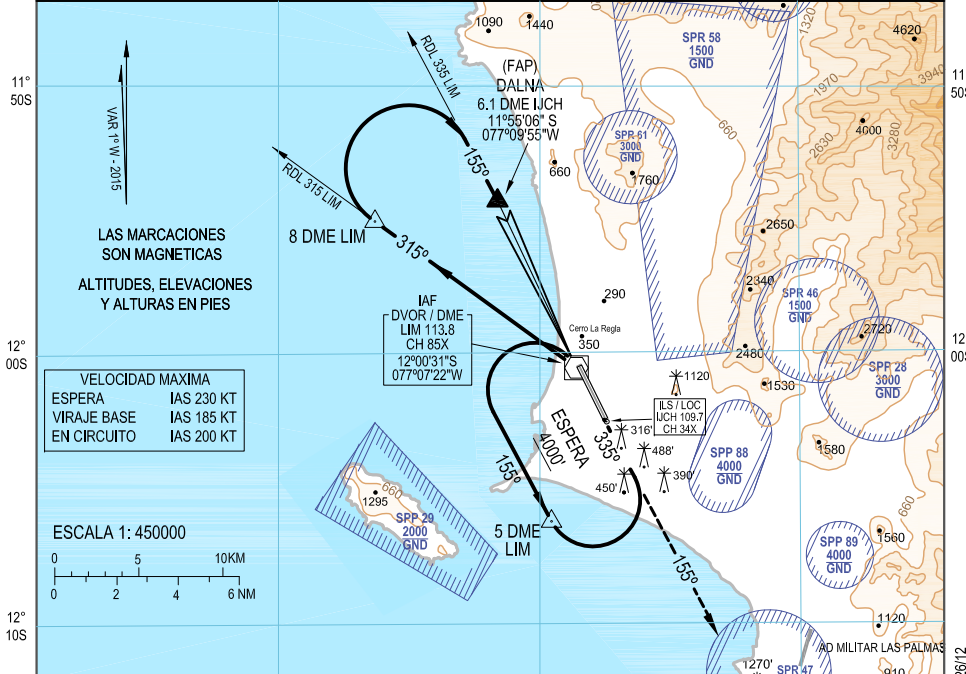 1090
1440
1320
4620
SPR 58
1500
GND
RDL 335 LIM
(FAP)
DALNA
6.1 DME IJCH
11°55'06" S
077°09'55"W
11°
50S
11
50S
1970
3940
VAR 1° W - 2015
SPR 61
3000
GND
1760
660
660
2630
4000
3280
155°
RDL 315 LIM
LAS MARCACIONES
SON MAGNETICAS
8 DME LIM
315°
2650
ALTITUDES, ELEVACIONES
Y ALTURAS EN PIES
2340
SPR 46
1500
GND
290
IAF
DVOR / DME
LIM 113.8
CH 85X
12°00'31"S
077°07'22"W
Cerro La Regla
350
2720
2480
12°
00S
12
00S
SPR 28
3000
GND
1120
1530
VELOCIDAD MAXIMA
ESPERA IAS 230 KT
VIRAJE BASE IAS 185 KT
EN CIRCUITO IAS 200 KT
ILS / LOC
IJCH 109.7
CH 34X
ESPERA
4000'
335°
316'
488'
450'
390'
155°
SPP 88
4000
GND
1580
660
660
1295
SPP 29
2000
GND
5 DME
LIM
ESCALA 1: 450000
0 5 10KM
0 2 4 6 NM
SPP 89
4000
GND
1560
155°
12°
10S
1120
AD MILITAR LAS PALMAS
1270'
SPR 47
910
26/12